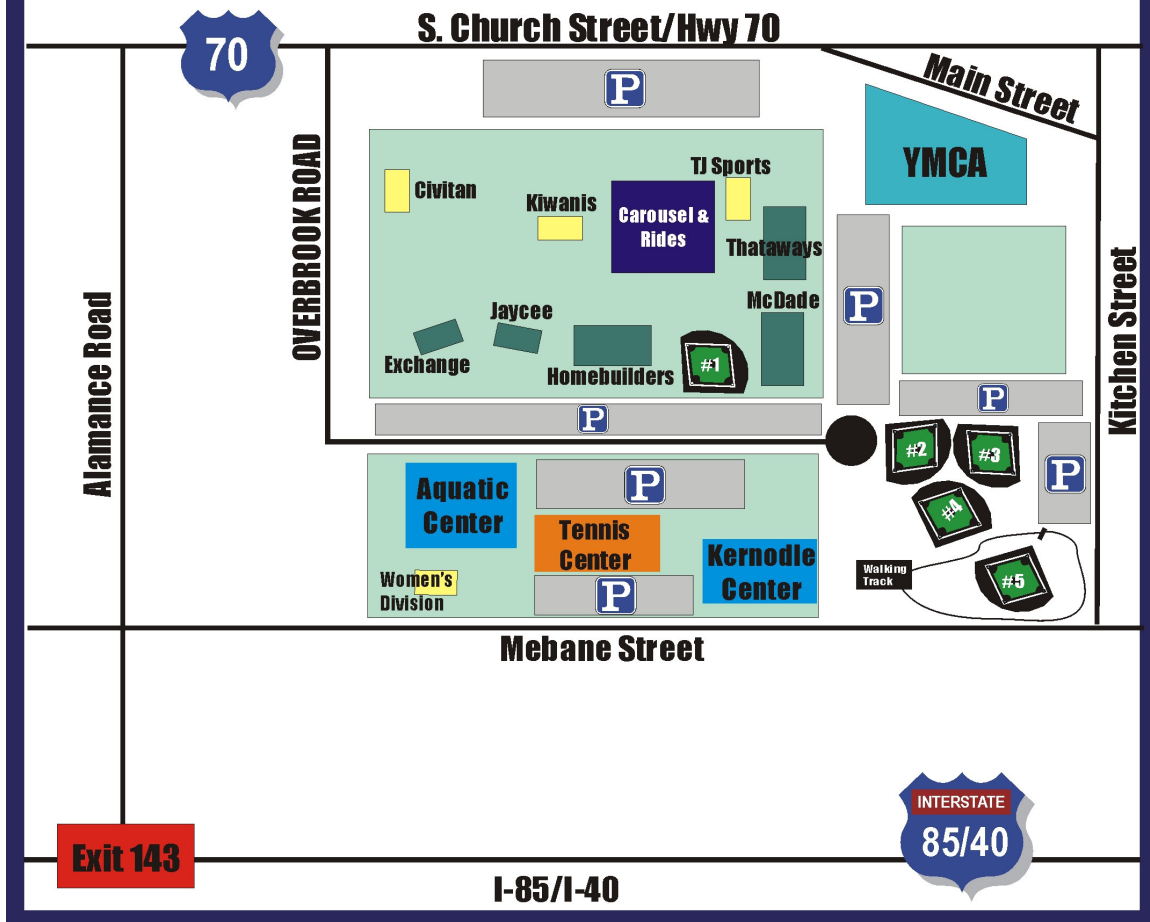 S. Church Street/Hwy 70
70
Main Street
P
YMCA
OVERBROOK ROAD
Civitan
Kiwanis
TJ Sports
Carousel &
Rides
Thataways
McDade
Jaycee
Exchange
Homebuilders
#1
P
P
P
Kitchen Street
Alamance Road
#2
#3
#4
#5
P
Walking
Track
Aquatic
Center
P
Tennis
Center
Kernodle
Center
Women's
Division
P
Mebane Street
INTERSTATE
85/40
Exit 143
I-85/I-40